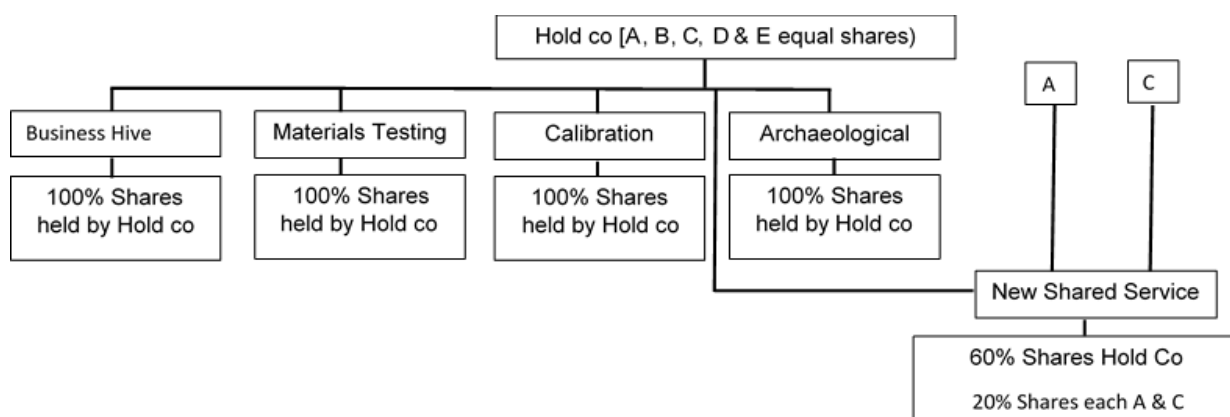 Hold co [A, B, C, D & E equal shares)
A
C
Business Hive
Materials Testing
Calibration
Archaeological
100% Shares
held by Hold co
100% Shares
held by Hold co
100% Shares
held by Hold co
100% Shares
held by Hold co
New Shared Service
60% Shares Hold Co
20% Shares each A & C